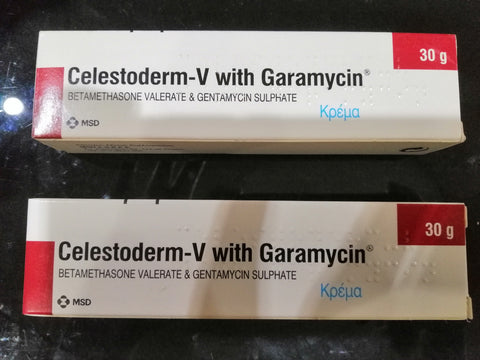 30 g
Celestoderm-V with Garamycin®
BETAMETHASONE VALERATE & GENTAMYCIN SULPHATE
Κρέμα
MSD
30 g
Celestoderm-V with Garamycin®
BETAMETHASONE VALERATE & GENTAMYCIN SULPHATE
Κρέμα
MSD